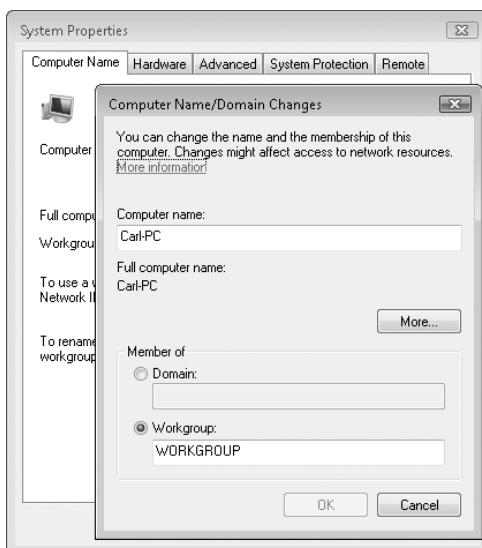 System Properties
Computer Name Hardware Advanced System Protection Remote
Computer Name/Domain Changes
You can change the name and the membership of this
computer. Changes might affect access to network resources.
More information
Computer
Computer name:
Carl-PC
Full compu
Workgrou
Full computer name:
Carl-PC
To use a w
Network I
More...
To rename
workgroup
Member of
Domain:
Workgroup:
WORKGROUP
OK Cancel